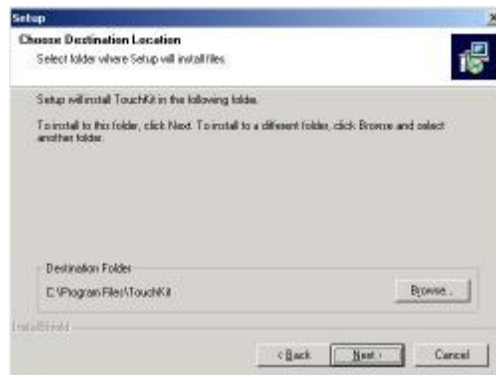 Setup
Choose Destination Location
Select folder where Setup will install files.
Setup will install TouchKit in the following folder.
To install to this folder, click Next. To install to a different folder, click Browse and select
another folder.
Destination Folder
C:\Program Files\TouchKit
Browse...
InstallShield
< Back
Next >
Cancel